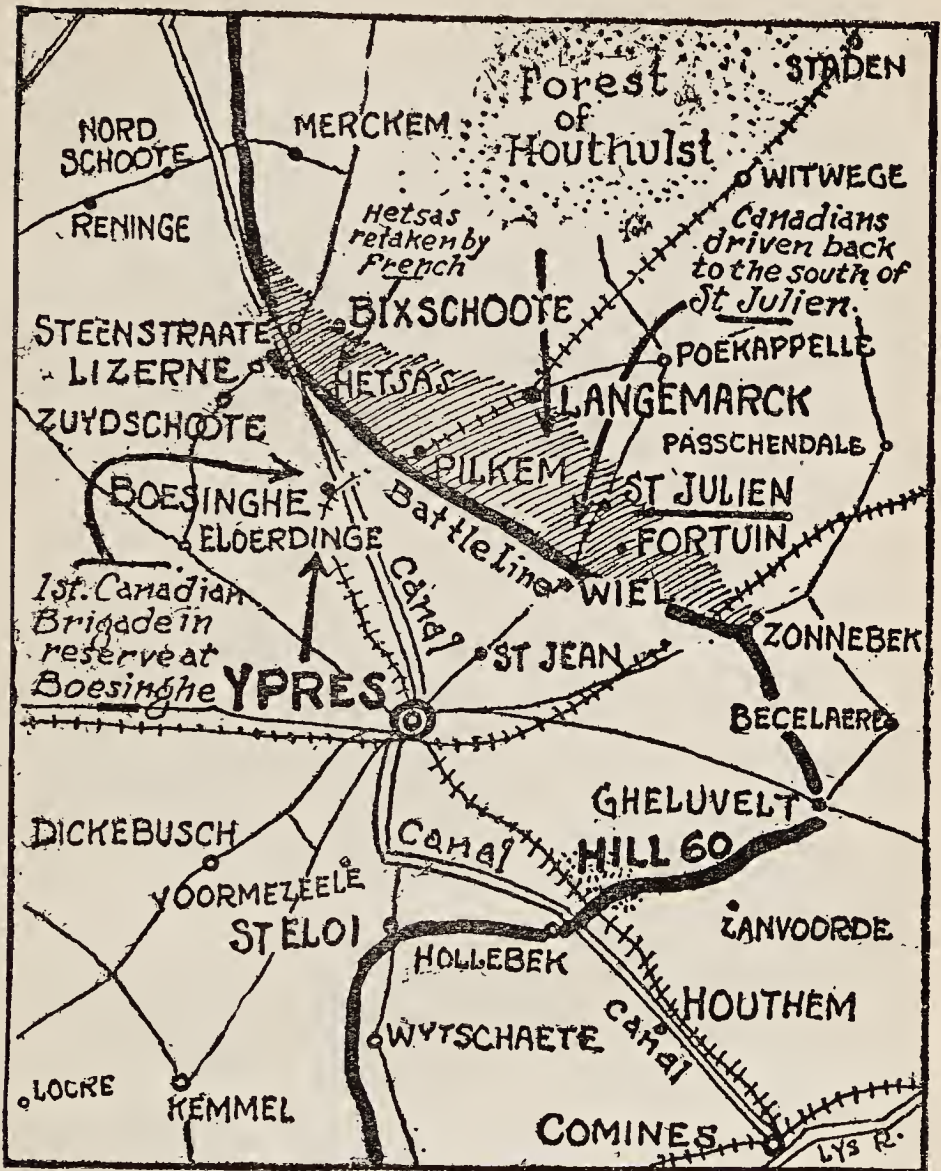 Forest
of
Houthulst
STADEN
NORD
SCHOOTE
MERCKEM
WITWEGE
RENINGE
Hetsas
retaken by
French
Canadians
driven back
to the south of
St Julien.
STEENSTRAATE
BIXSCHOOTE
LIZERNE
HETSAS
POEKAPPELLE
ZUYDSCHOOTE
LANGEMARCK
PASSCHENDALE
PILKEM
BOESINGHE
ST JULIEN
ELOERDINGE
Battle line
FORTUIN
Canal
WIEL
1st. Canadian
Brigade in
reserve at
Boesinghe
ZONNEBEK
ST JEAN
YPRES
BECELAERE
GHELUVELT
DICKEBUSCH
Canal
HILL 60
VOORMEZEELE
ST ELOI
ZANVOORDE
HOLLEBEK
HOUTHEM
WYTSCHAETE
Canal
LOCRE
KEMMEL
COMINES
LYS R.